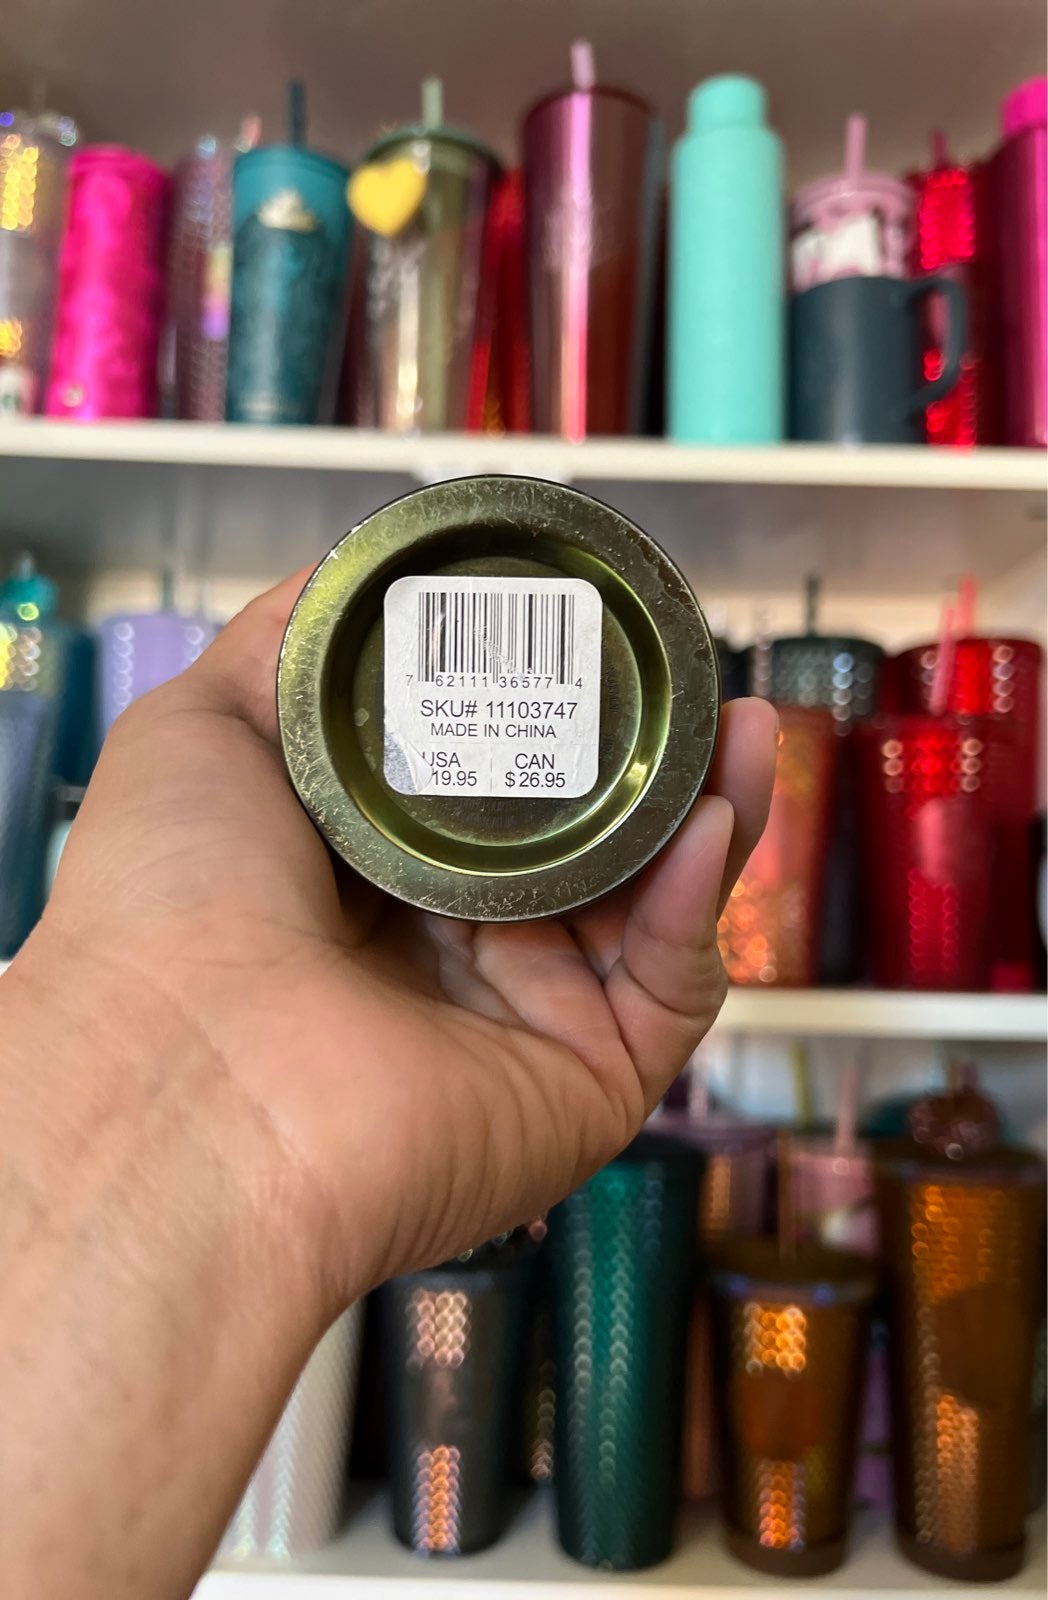 7 62111 36577 4
SKU# 11103747
MADE IN CHINA
USA CAN
19.95 $26.95